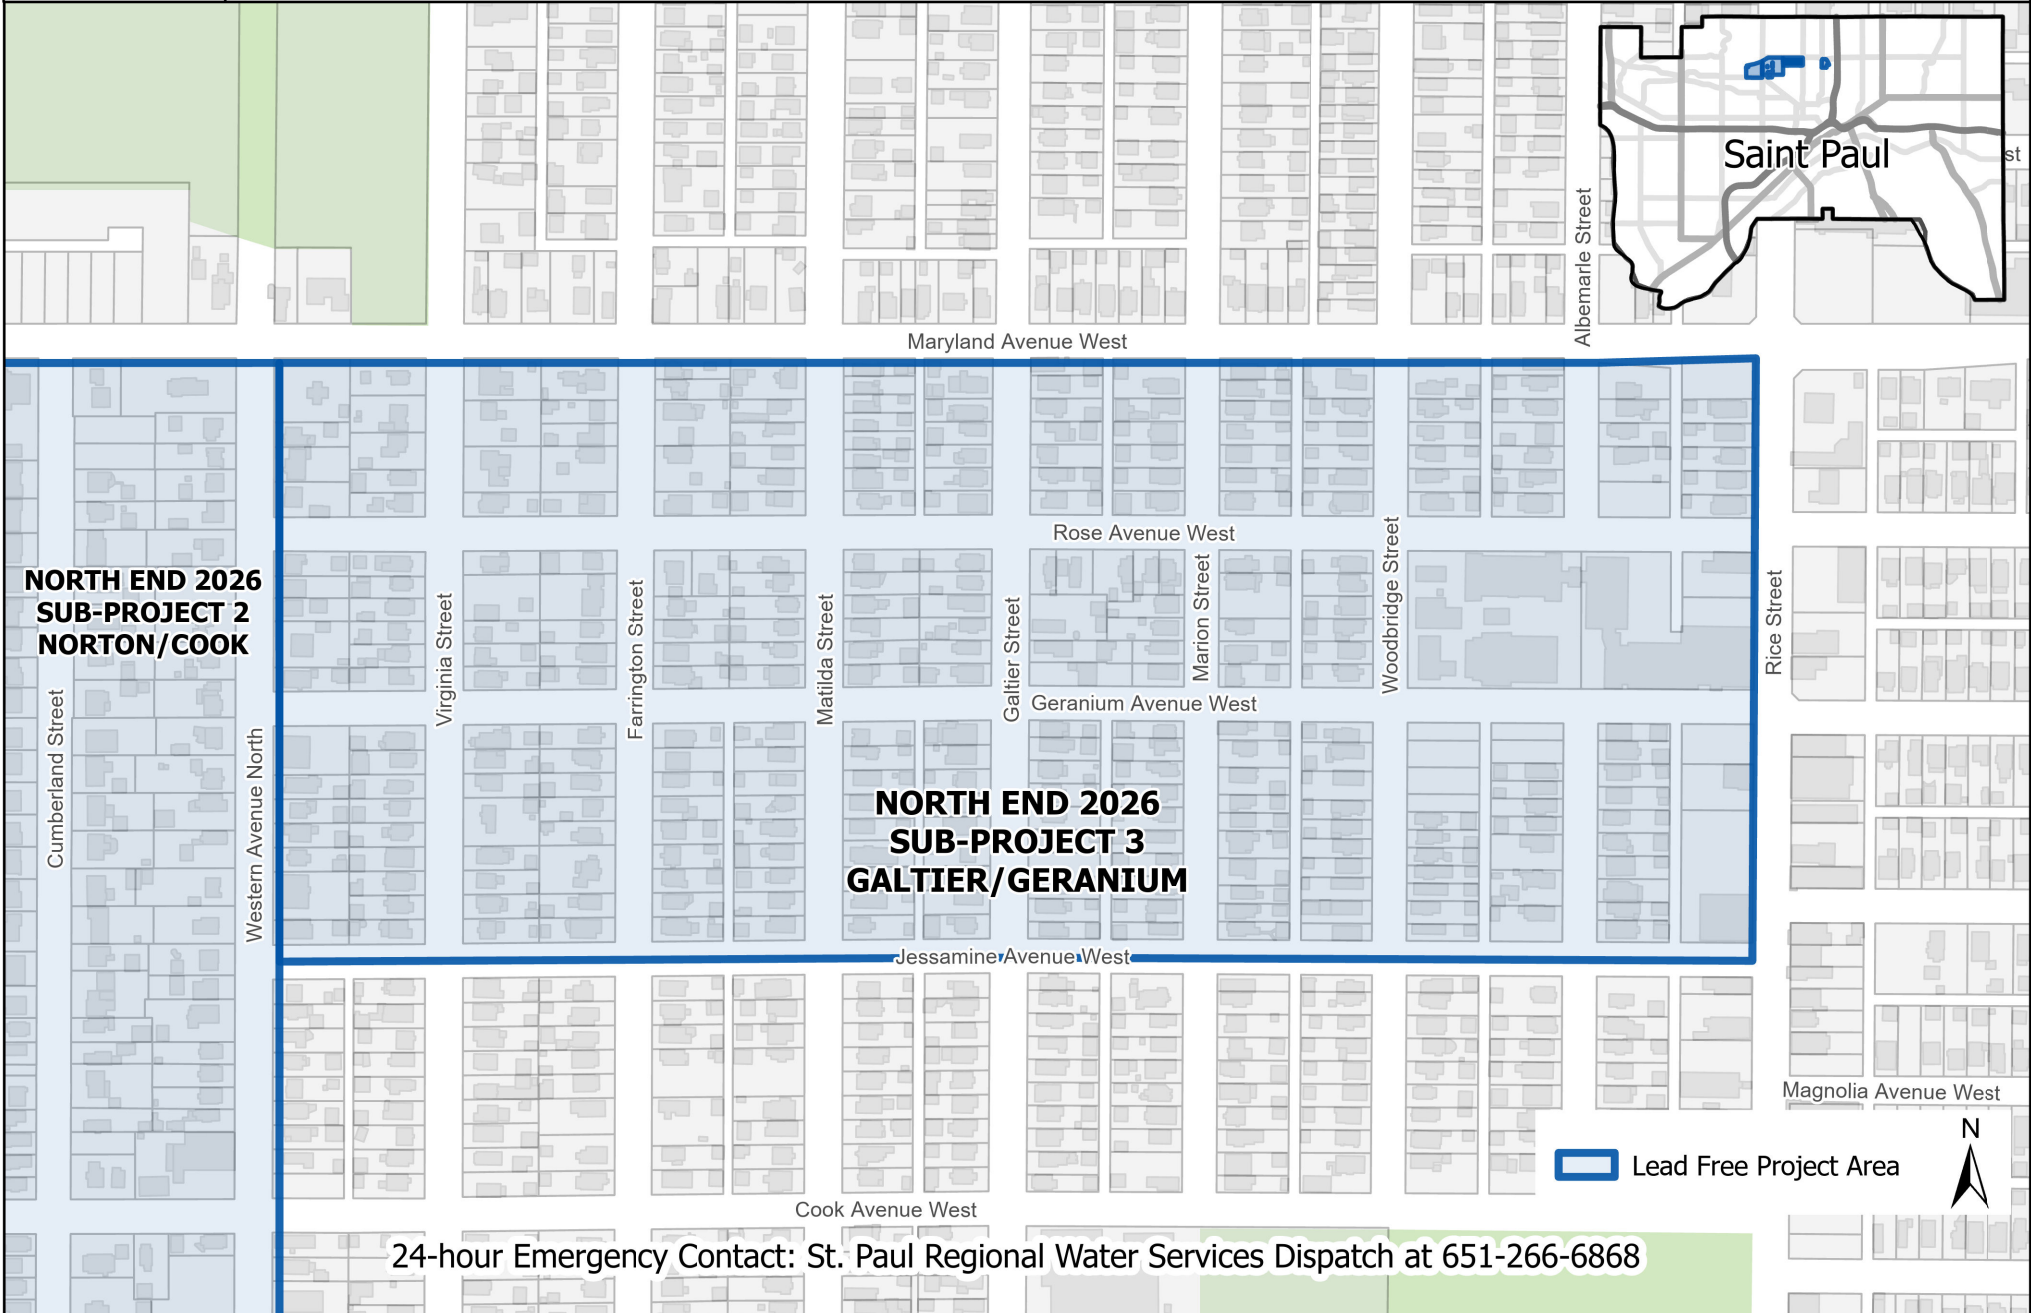 Saint Paul
st
Albemarle Street
Maryland Avenue West
Rose Avenue West
NORTH END 2026
SUB-PROJECT 2
NORTON/COOK
Cumberland Street
Western Avenue North
Virginia Street
Farrington Street
Matilda Street
Galtier Street
Marion Street
Woodbridge Street
Rice Street
Geranium Avenue West
NORTH END 2026
SUB-PROJECT 3
GALTIER/GERANIUM
Jessamine Avenue West
Magnolia Avenue West
N
Lead Free Project Area
Cook Avenue West
24-hour Emergency Contact: St. Paul Regional Water Services Dispatch at 651-266-6868